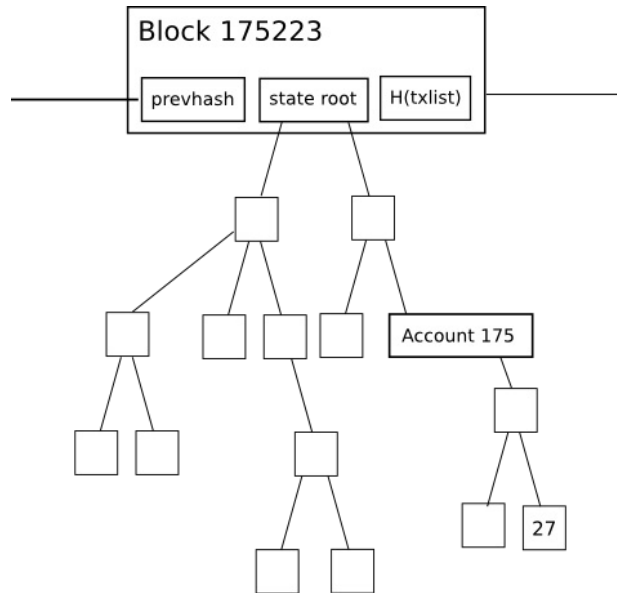 Block 175223
prevhash
state root
H(txlist)
Account 175
27